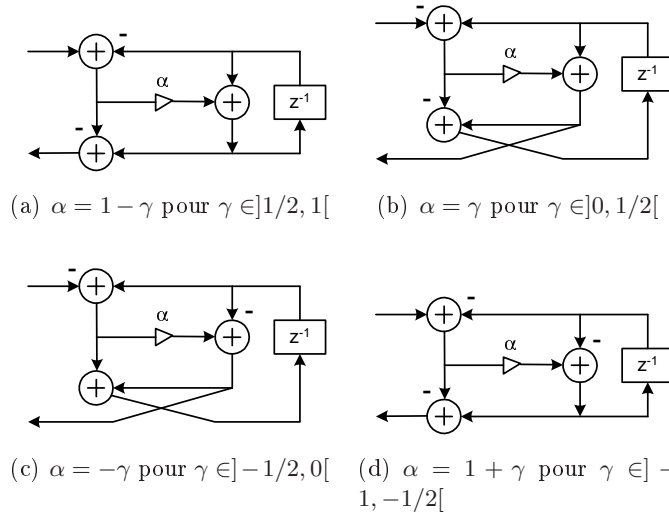 -
α
+
+
z-1
-
+
-
α
+
+
z-1
-
+
(a) α = 1 − γ pour γ ∈]1/2, 1[
(b) α = γ pour γ ∈]0, 1/2[
-
+
-
α
+
z-1
+
+
-
-
α
+
z-1
-
+
(c) α = −γ pour γ ∈] − 1/2, 0[
(d) α = 1 + γ pour γ ∈] −
1, −1/2[